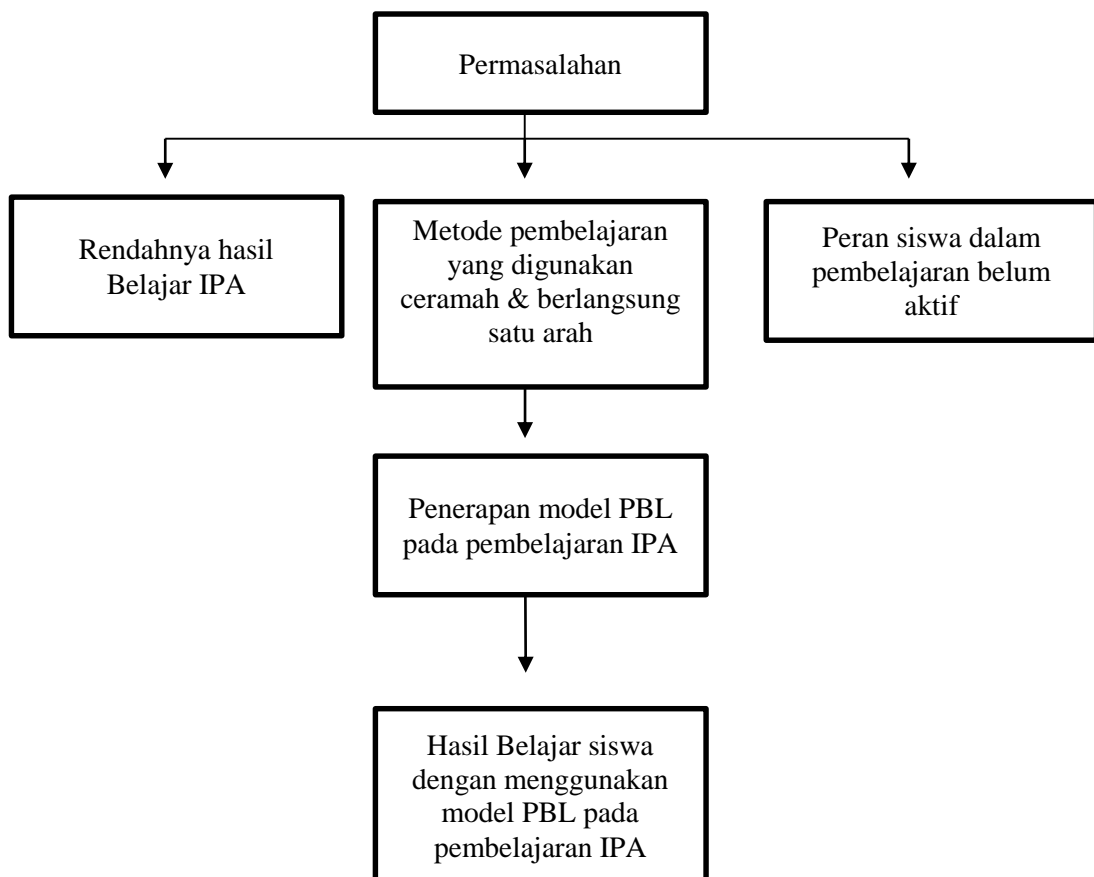 Permasalahan
Rendahnya hasil
Belajar IPA
Metode pembelajaran
yang digunakan
ceramah & berlangsung
satu arah
Peran siswa dalam
pembelajaran belum
aktif
Penerapan model PBL
pada pembelajaran IPA
Hasil Belajar siswa
dengan menggunakan
model PBL pada
pembelajaran IPA